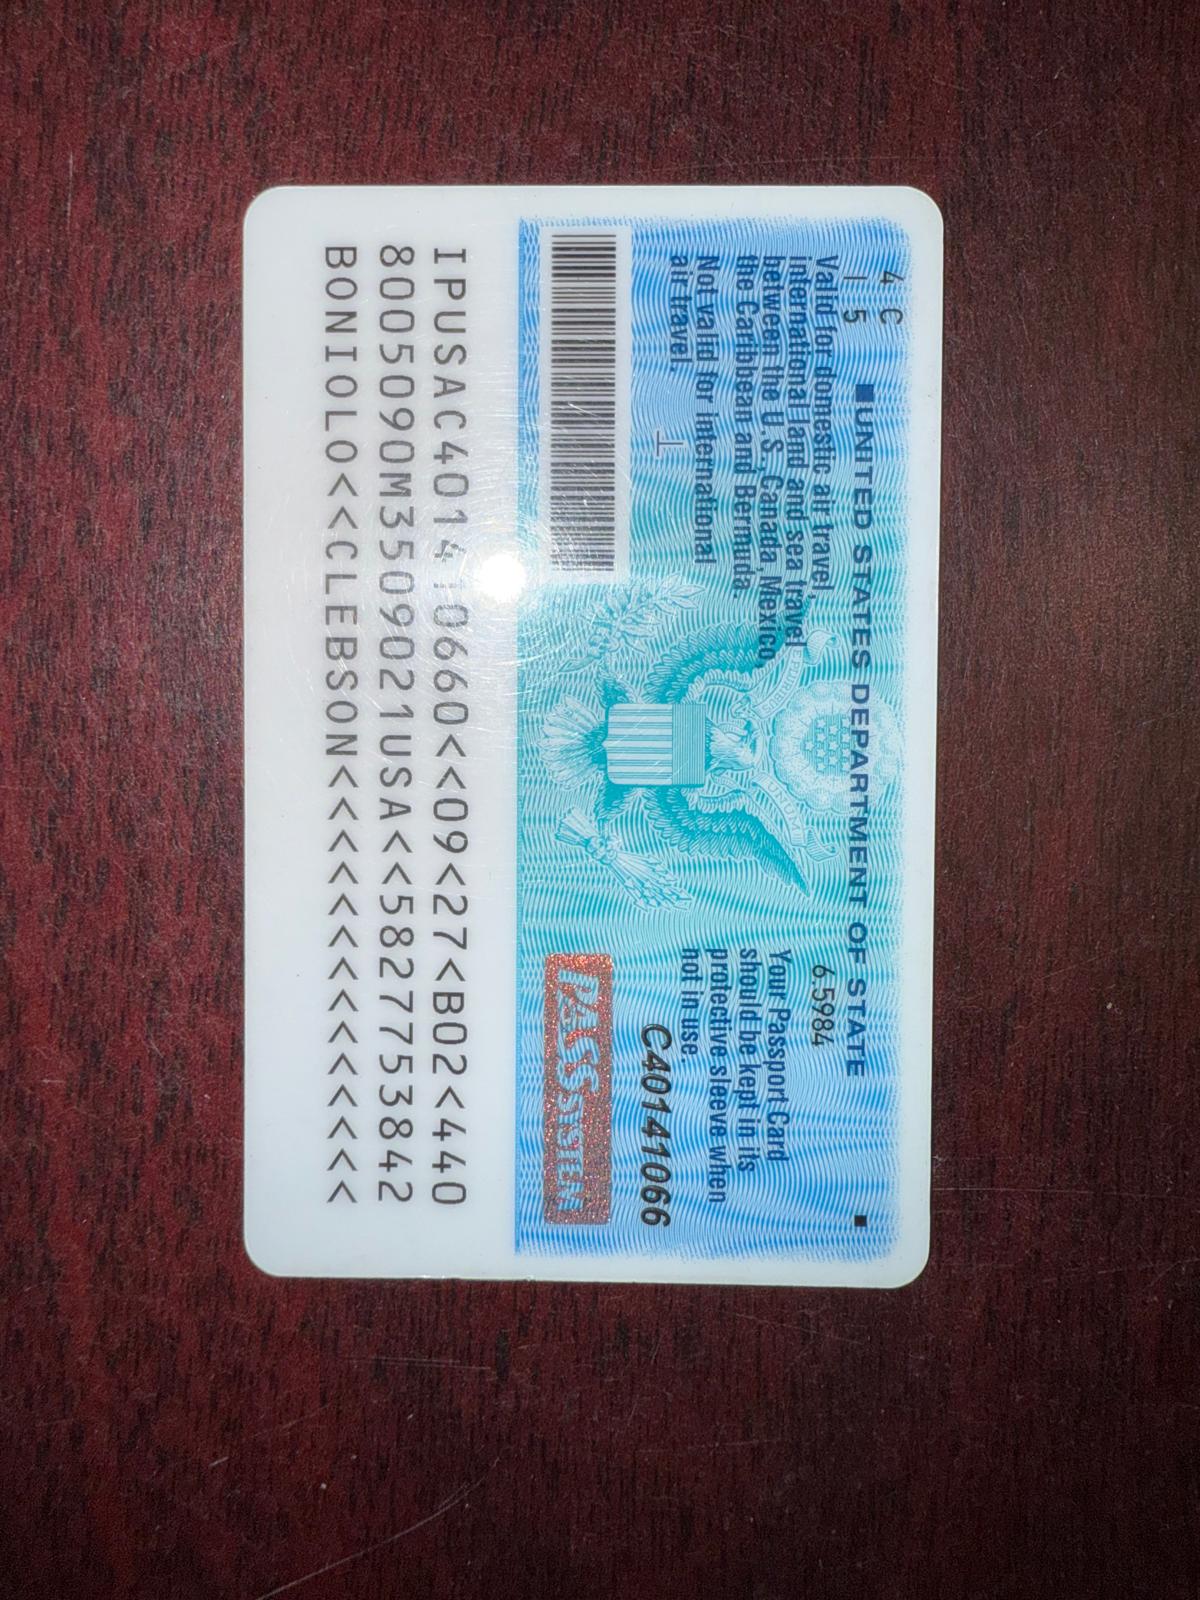 4 C
I 5
UNITED STATES DEPARTMENT OF STATE
Valid for domestic air travel,
international land and sea travel
between the U.S., Canada, Mexico,
the Caribbean and Bermuda.
Not valid for international
air travel.
6.5984
Your Passport Card
should be kept in its
protective sleeve when
not in use.
C40141066
PASS SYSTEM
IPUSAC401410660<<09<27<B02<440
8005090M3509021USA<<5827753842
BONIOLO<<CLEBSON<<<<<<<<<<<<<<